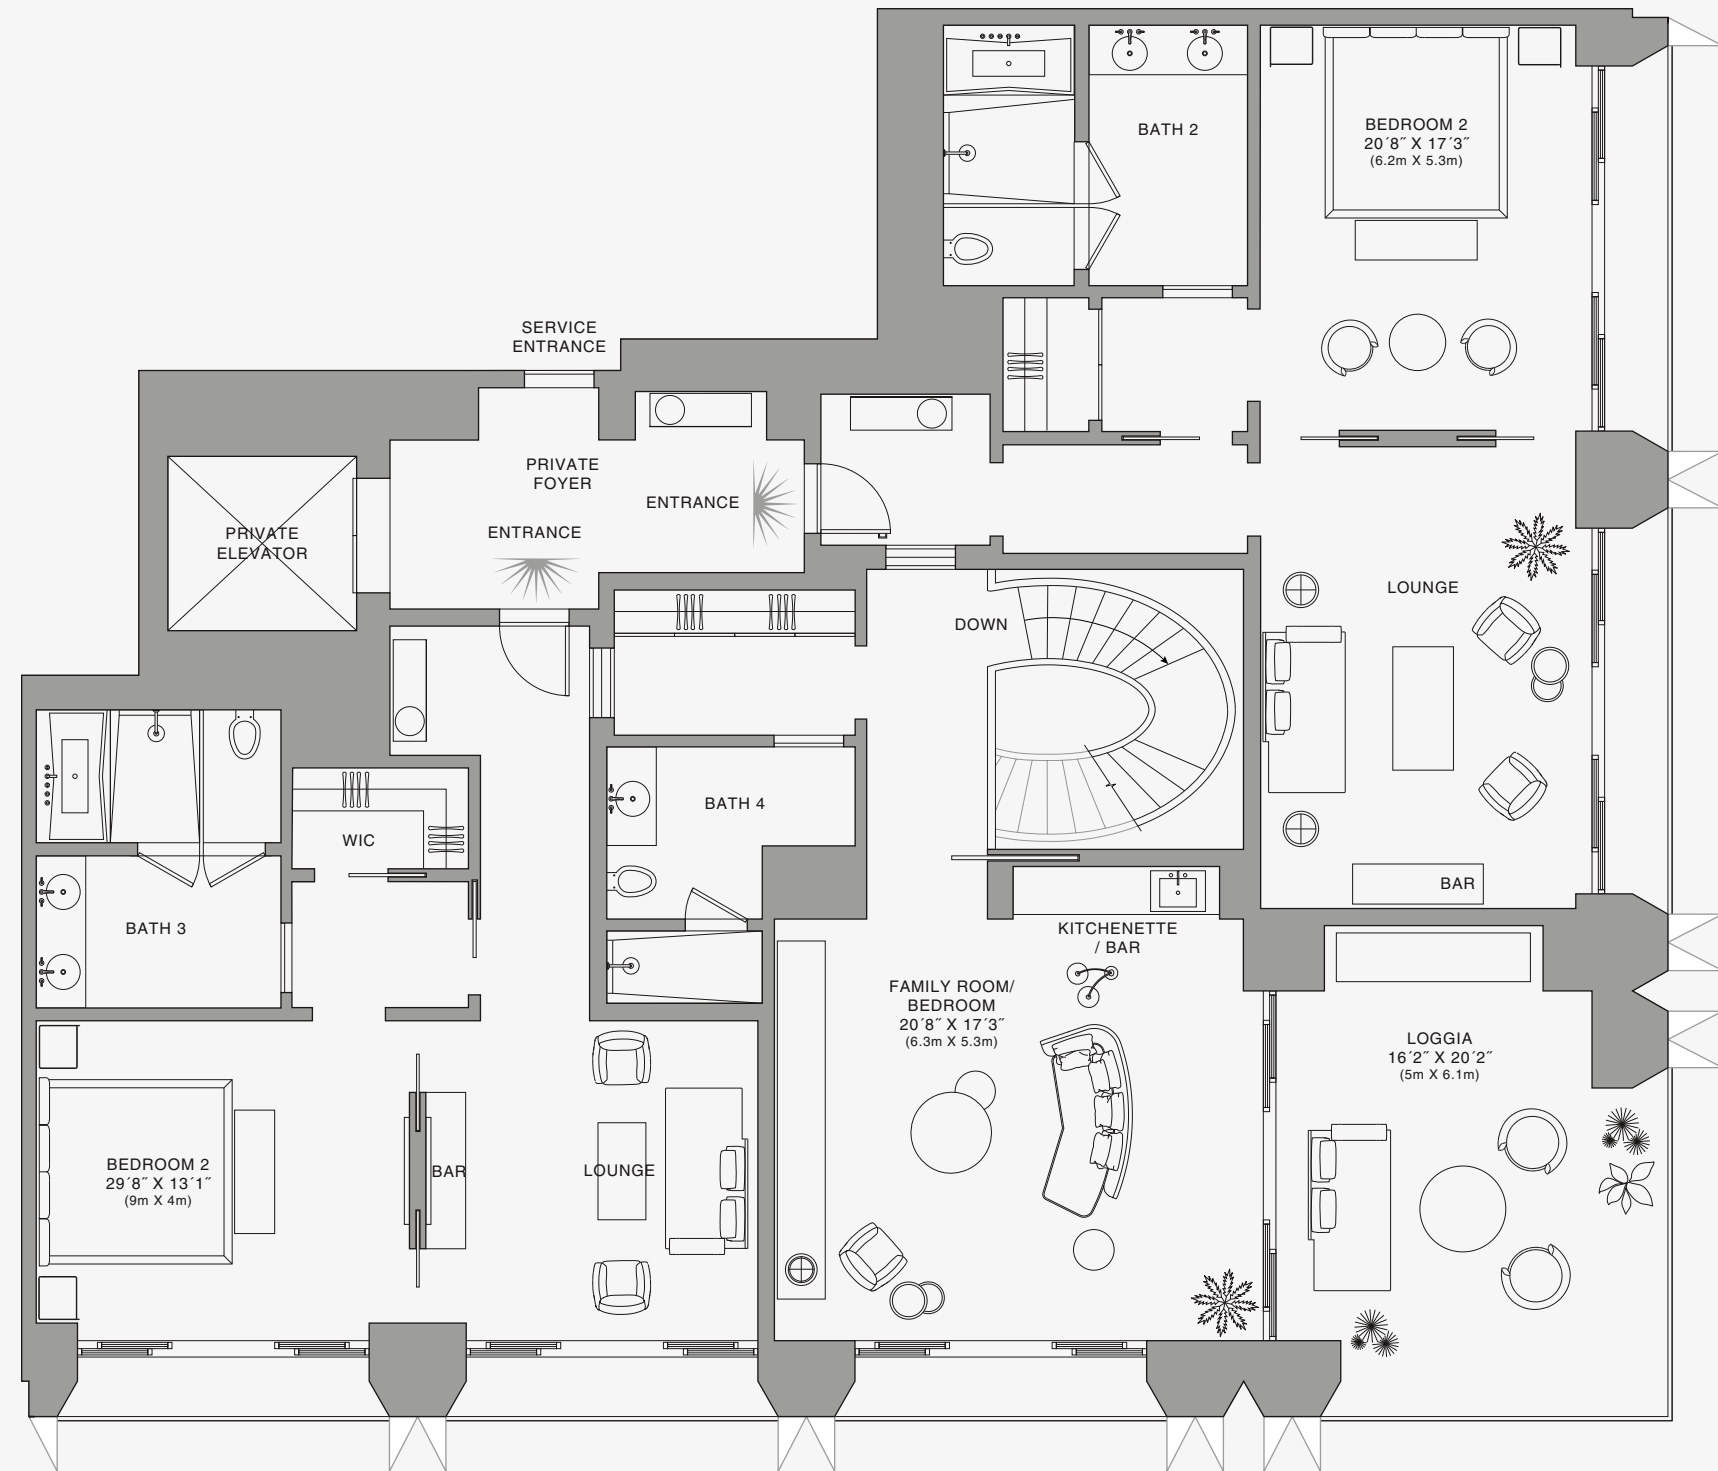 BATH 2
BEDROOM 2
20´8˝ X 17´3˝
(6.2m X 5.3m)
SERVICE
ENTRANCE
PRIVATE
FOYER
ENTRANCE
ENTRANCE
PRIVATE
ELEVATOR
LOUNGE
DOWN
BATH 4
WIC
BAR
BATH 3
KITCHENETTE
/ BAR
FAMILY ROOM/
BEDROOM
20´8˝ X 17´3˝
(6.3m X 5.3m)
LOGGIA
16´2˝ X 20´2˝
(5m X 6.1m)
BEDROOM 2
29´8˝ X 13´1˝
(9m X 4m)
BAR
LOUNGE